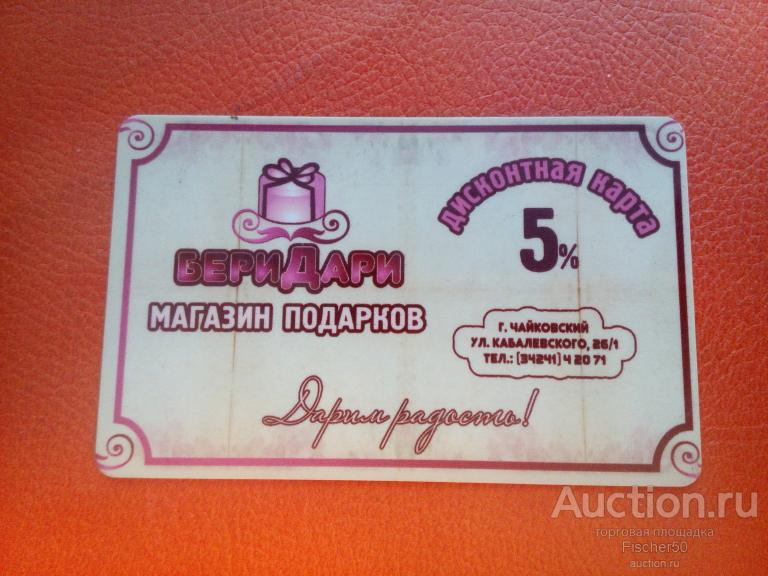 БериДари
МАГАЗИН ПОДАРКОВ
ДИСКОНТНАЯ КАРТА
5%
Г. ЧАЙКОВСКИЙ
УЛ. КАБАЛЕВСКОГО, 26/1
ТЕЛ.: (34241) 4 20 71
Дарим радость!
Auction.ru
торговая площадка
Fischer50
auction.ru